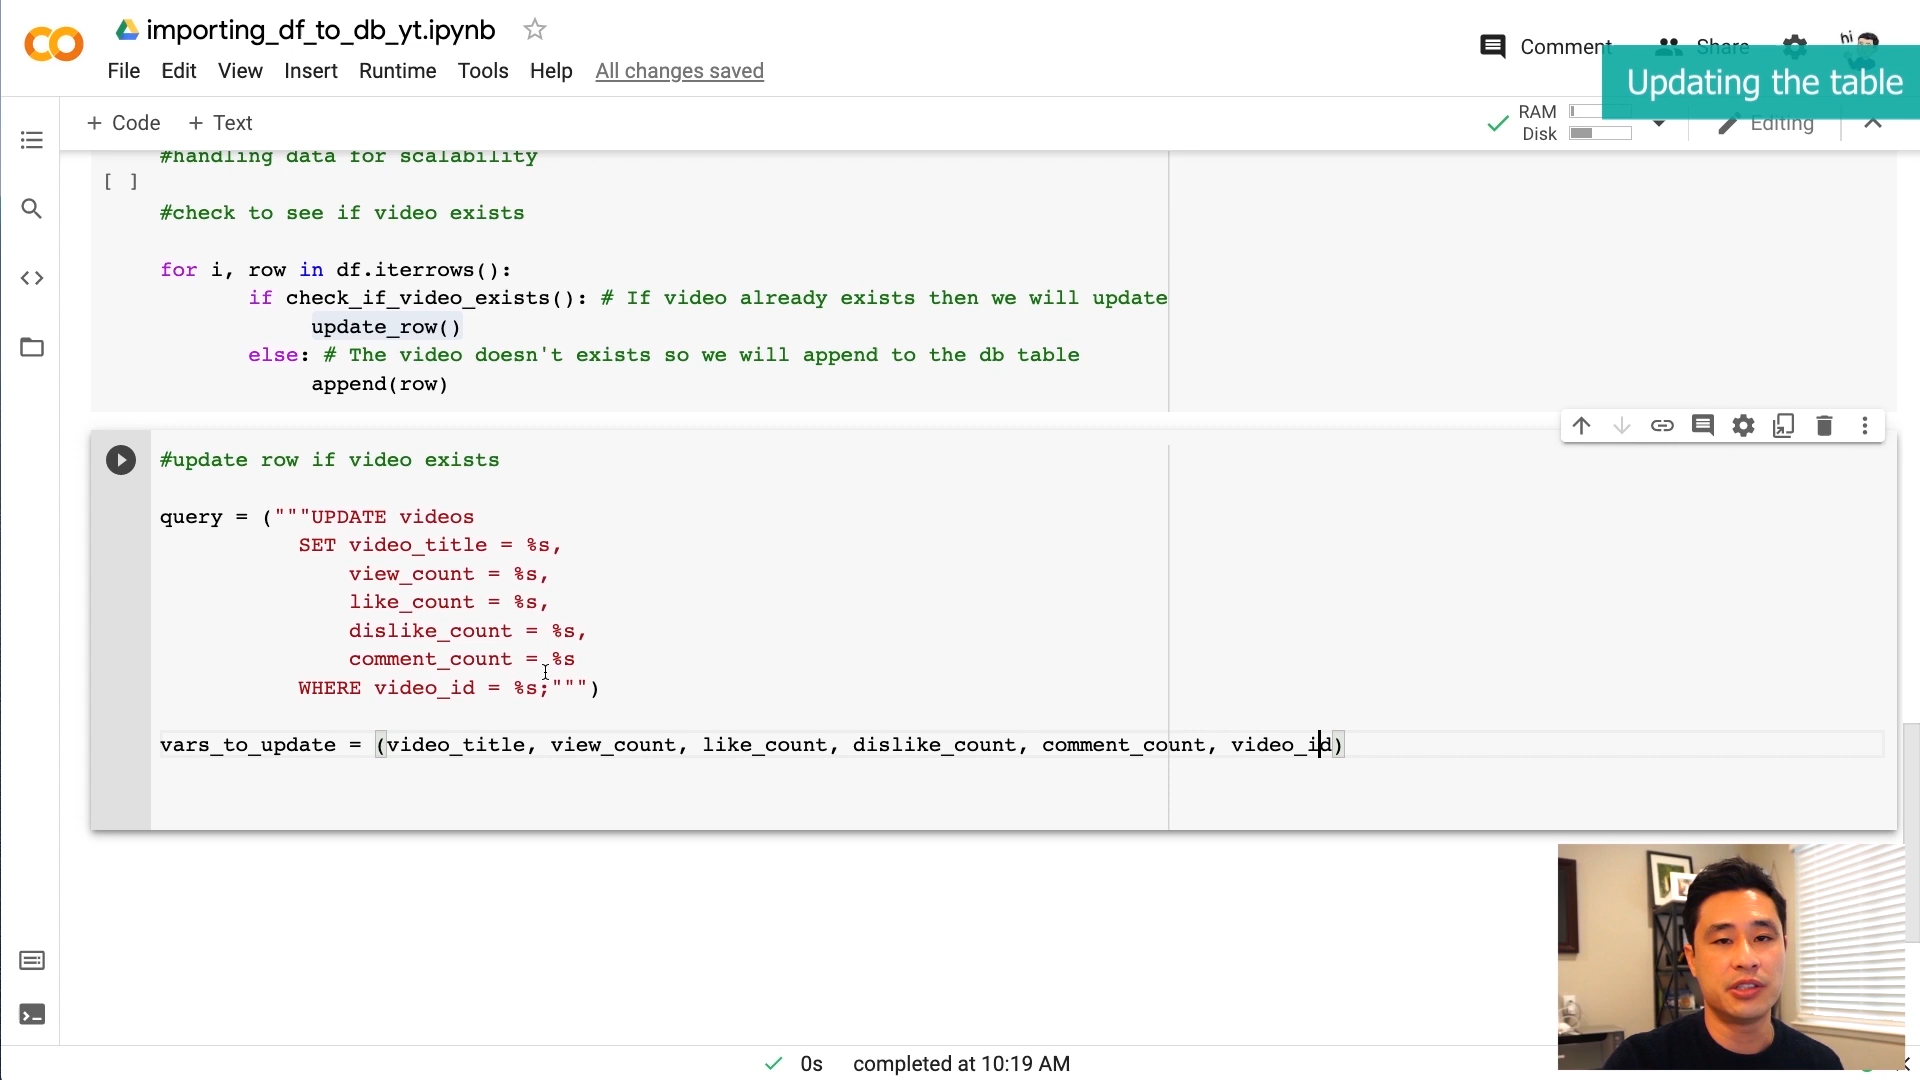 importing_df_to_db_yt.ipynb
Comment
Share
hi
File Edit View Insert Runtime Tools Help All changes saved
Updating the table
+ Code + Text
RAM
Disk
Editing
#handling data for scalability
[ ]
#check to see if video exists
for i, row in df.iterrows():
if check_if_video_exists(): # If video already exists then we will update
update_row()
else: # The video doesn't exists so we will append to the db table
append(row)
#update row if video exists
query = ("""UPDATE videos
SET video_title = %s,
view_count = %s,
like_count = %s,
dislike_count = %s,
comment_count = %s
WHERE video_id = %s;""")
vars_to_update = (video_title, view_count, like_count, dislike_count, comment_count, video_id)
0s completed at 10:19 AM